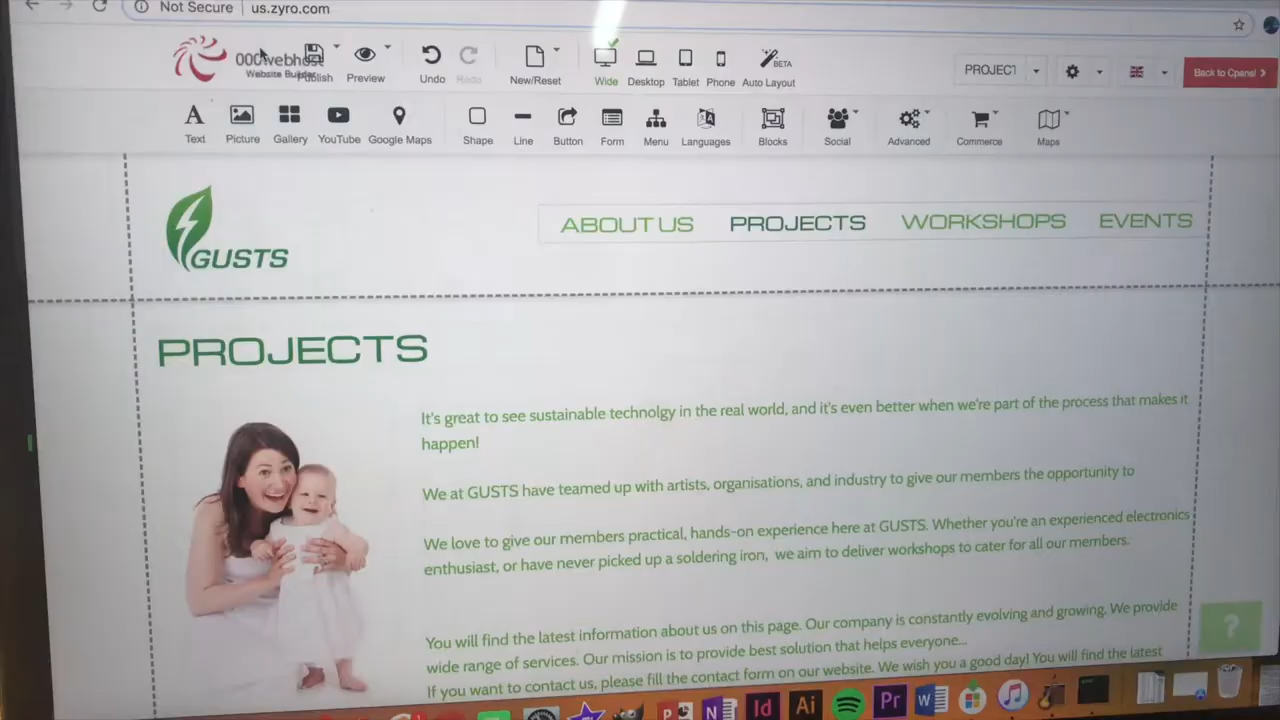 Not Secure | us.zyro.com
000webhost
Website Builder
Publish Preview Undo Redo New/Reset Wide Desktop Tablet Phone BETA Auto Layout PROJECT Back to Cpanel
Text Picture Gallery YouTube Google Maps Shape Line Button Form Menu Languages Blocks Social Advanced Commerce Maps
GUSTS
ABOUT US PROJECTS WORKSHOPS EVENTS
PROJECTS
It's great to see sustainable technolgy in the real world, and it's even better when we're part of the process that makes it
happen!
We at GUSTS have teamed up with artists, organisations, and industry to give our members the opportunity to
We love to give our members practical, hands-on experience here at GUSTS. Whether you're an experienced electronics
enthusiast, or have never picked up a soldering iron, we aim to deliver workshops to cater for all our members.
You will find the latest information about us on this page. Our company is constantly evolving and growing. We provide
wide range of services. Our mission is to provide best solution that helps everyone...
If you want to contact us, please fill the contact form on our website. We wish you a good day! You will find the latest
?
P N Id Ai Pr W